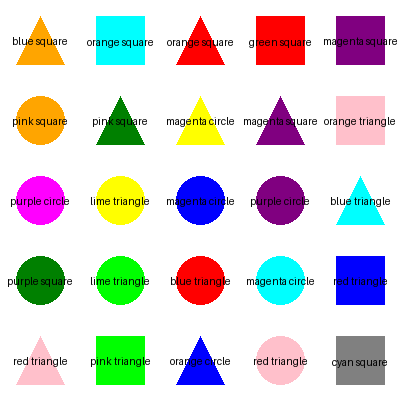 blue square orange square orange square green square magenta square
pink square pink square magenta circle magenta square orange triangle
purple circle lime triangle magenta circle purple circle blue triangle
purple square lime triangle blue triangle magenta circle red triangle
red triangle pink triangle orange circle red triangle cyan square